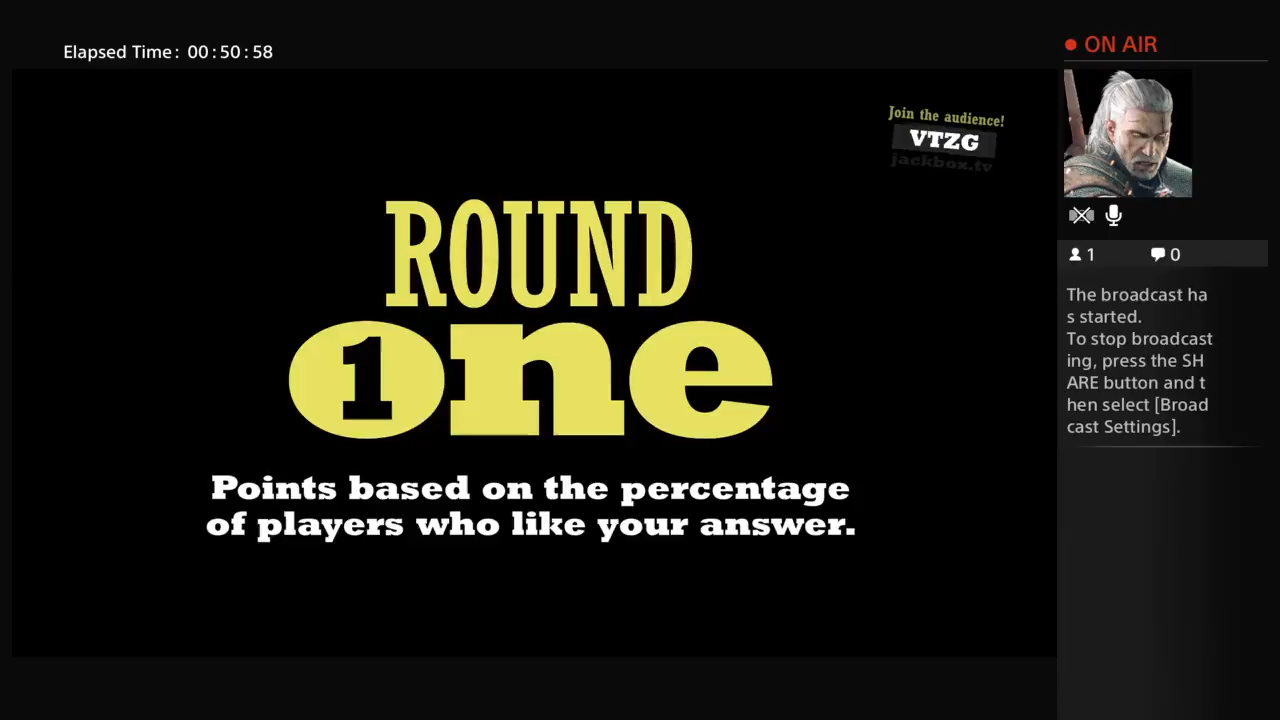 Elapsed Time: 00:50:58
ON AIR
Join the audience!
VTZG
jackbox.tv
1
0
ROUND
1ne
Points based on the percentage
of players who like your answer.
The broadcast ha
s started.
To stop broadcast
ing, press the SH
ARE button and t
hen select [Broad
cast Settings].